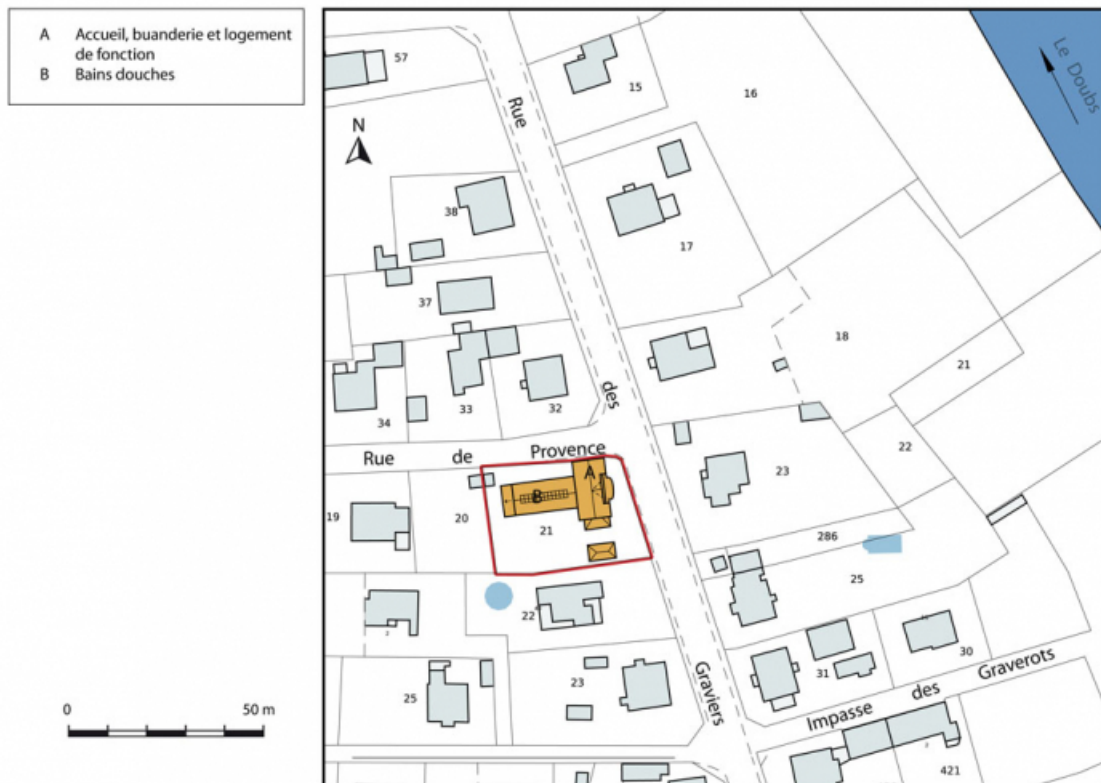 A Accueil, buanderie et logement
de fonction
B Bains douches
57
15
16
Le Doubs
Rue
N
38
17
37
18
21
des
34
33
32
22
Rue de Provence
A
23
19
20
B
21
286
25
22
30
31
25
23
Graviers
Impasse des Graverots
0 50 m
421